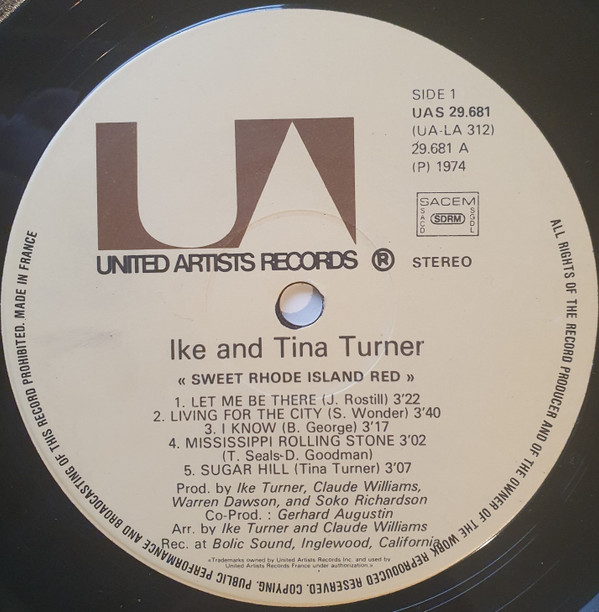 SIDE 1
UAS 29.681
(UA-LA 312)
29.681 A
(P) 1974
UA
SACEM
SACD
SDRM
SGDL
UNITED ARTISTS RECORDS ®
STEREO
Ike and Tina Turner
« SWEET RHODE ISLAND RED »
1. LET ME BE THERE (J. Rostill) 3'22
2. LIVING FOR THE CITY (S. Wonder) 3'40
3. I KNOW (B. George) 3'17
4. MISSISSIPPI ROLLING STONE 3'02
(T. Seals-D. Goodman)
5. SUGAR HILL (Tina Turner) 3'07
Prod. by Ike Turner, Claude Williams,
Warren Dawson, and Soko Richardson
Co-Prod. : Gerhard Augustin
Arr. by Ike Turner and Claude Williams
Rec. at Bolic Sound, Inglewood, California
«Trademarks owned by United Artists Records Inc. and used by
United Artists Records France under authorization.»
ALL RIGHTS OF THE RECORD PRODUCER AND OF THE OWNER OF THE WORK REPRODUCED RESERVED. COPYING, PUBLIC PERFORMANCE AND BROADCASTING OF THIS RECORD PROHIBITED. MADE IN FRANCE